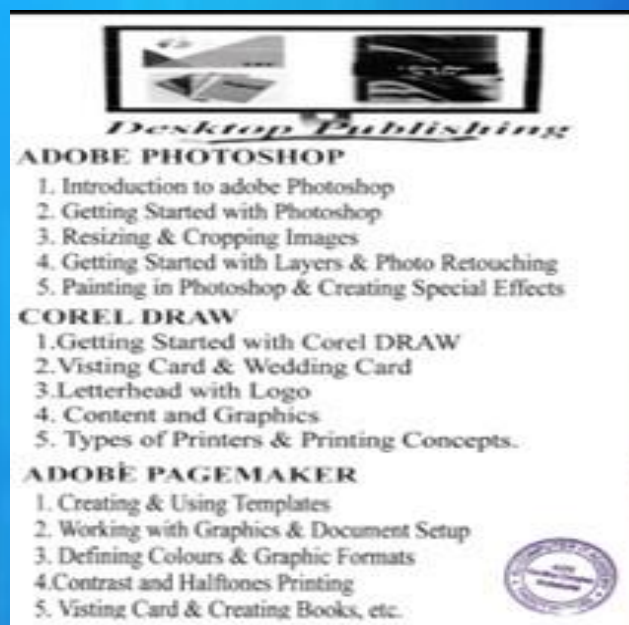 Desktop Publishing
ADOBE PHOTOSHOP
1. Introduction to adobe Photoshop
2. Getting Started with Photoshop
3. Resizing & Cropping Images
4. Getting Started with Layers & Photo Retouching
5. Painting in Photoshop & Creating Special Effects
COREL DRAW
1.Getting Started with Corel DRAW
2.Visting Card & Wedding Card
3.Letterhead with Logo
4. Content and Graphics
5. Types of Printers & Printing Concepts.
ADOBE PAGEMAKER
1. Creating & Using Templates
2. Working with Graphics & Document Setup
3. Defining Colours & Graphic Formats
4.Contrast and Halftones Printing
5. Visting Card & Creating Books, etc.
COMPUTER